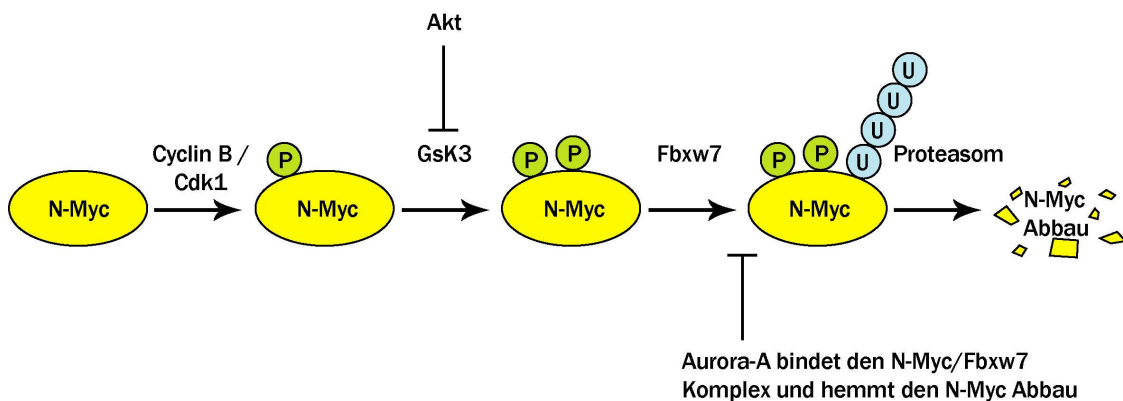 Akt
Cyclin B /
Cdk1
GsK3
Fbxw7
Proteasom
P
P
P
P
P
U
U
U
U
N-Myc
N-Myc
N-Myc
N-Myc
N-Myc
Abbau
Aurora-A bindet den N-Myc/Fbxw7
Komplex und hemmt den N-Myc Abbau